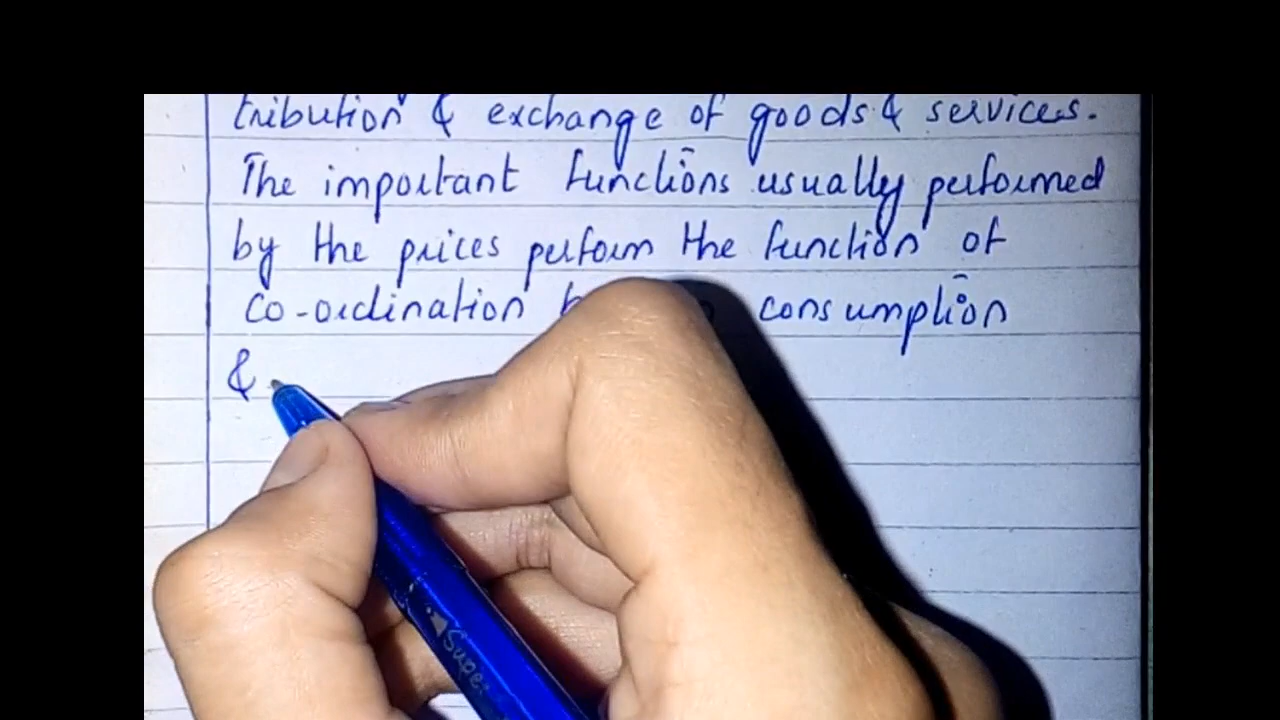 tribution & exchange of goods & services.
The important functions usually performed
by the prices perform the function of
co-ordination consumption
&
Supe